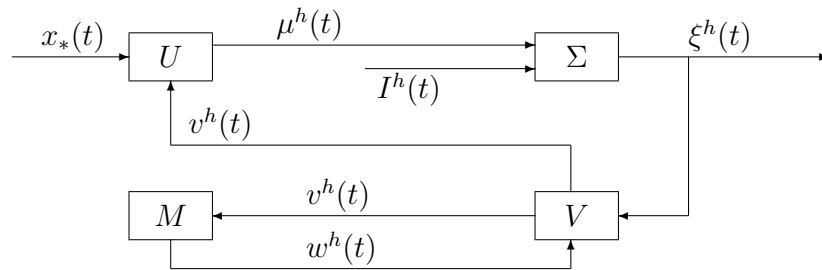 x_*(t)
U
μ^h(t)
I^h(t)
Σ
ξ^h(t)
v^h(t)
M
v^h(t)
V
w^h(t)